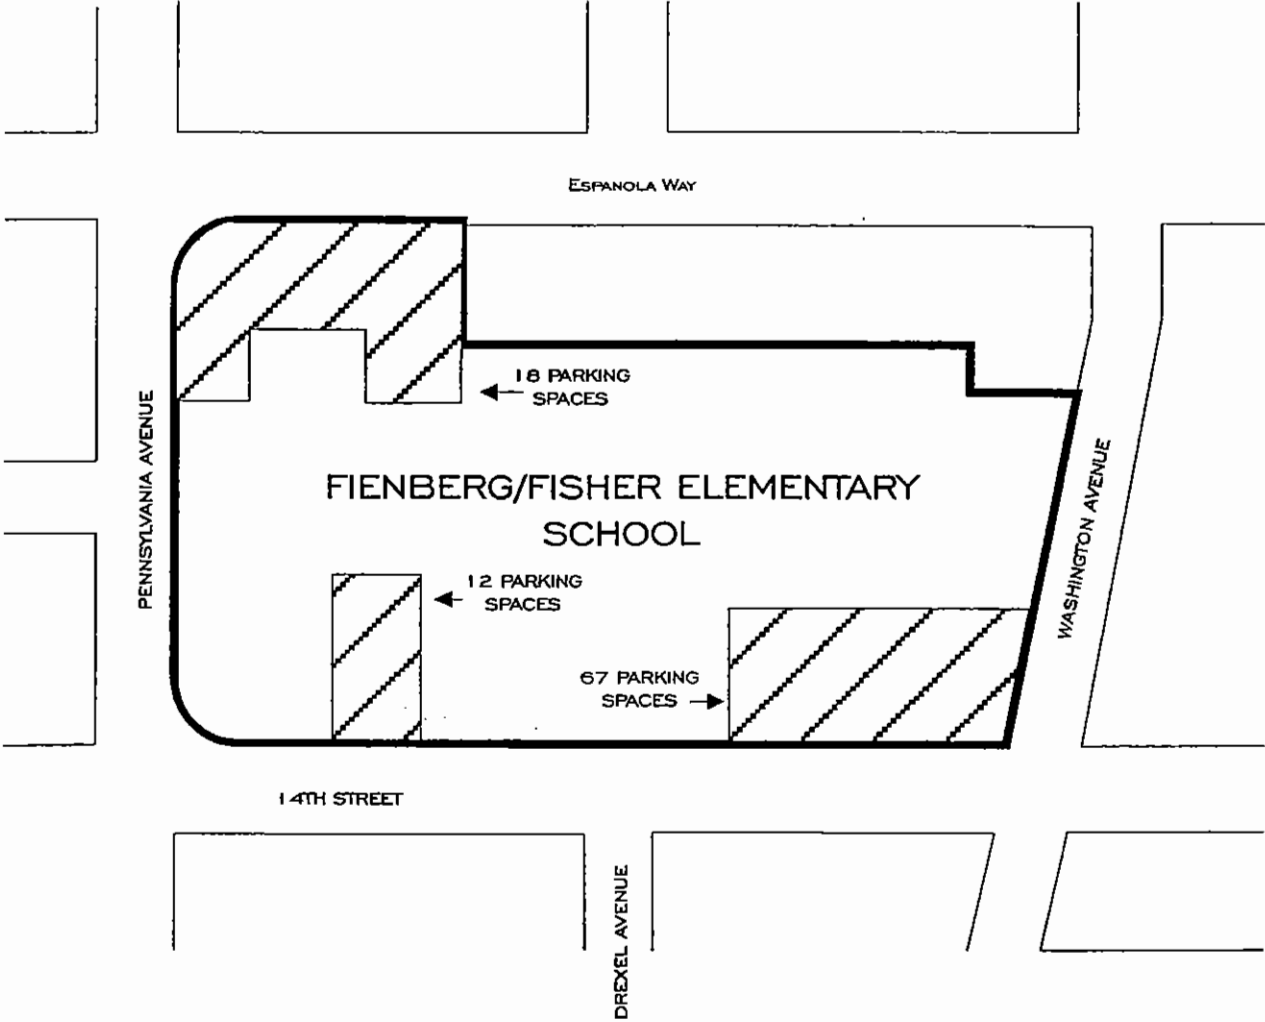 ESPANOLA WAY
18 PARKING
SPACES
PENNSYLVANIA AVENUE
FIENBERG/FISHER ELEMENTARY
SCHOOL
WASHINGTON AVENUE
12 PARKING
SPACES
67 PARKING
SPACES
14TH STREET
DREXEL AVENUE